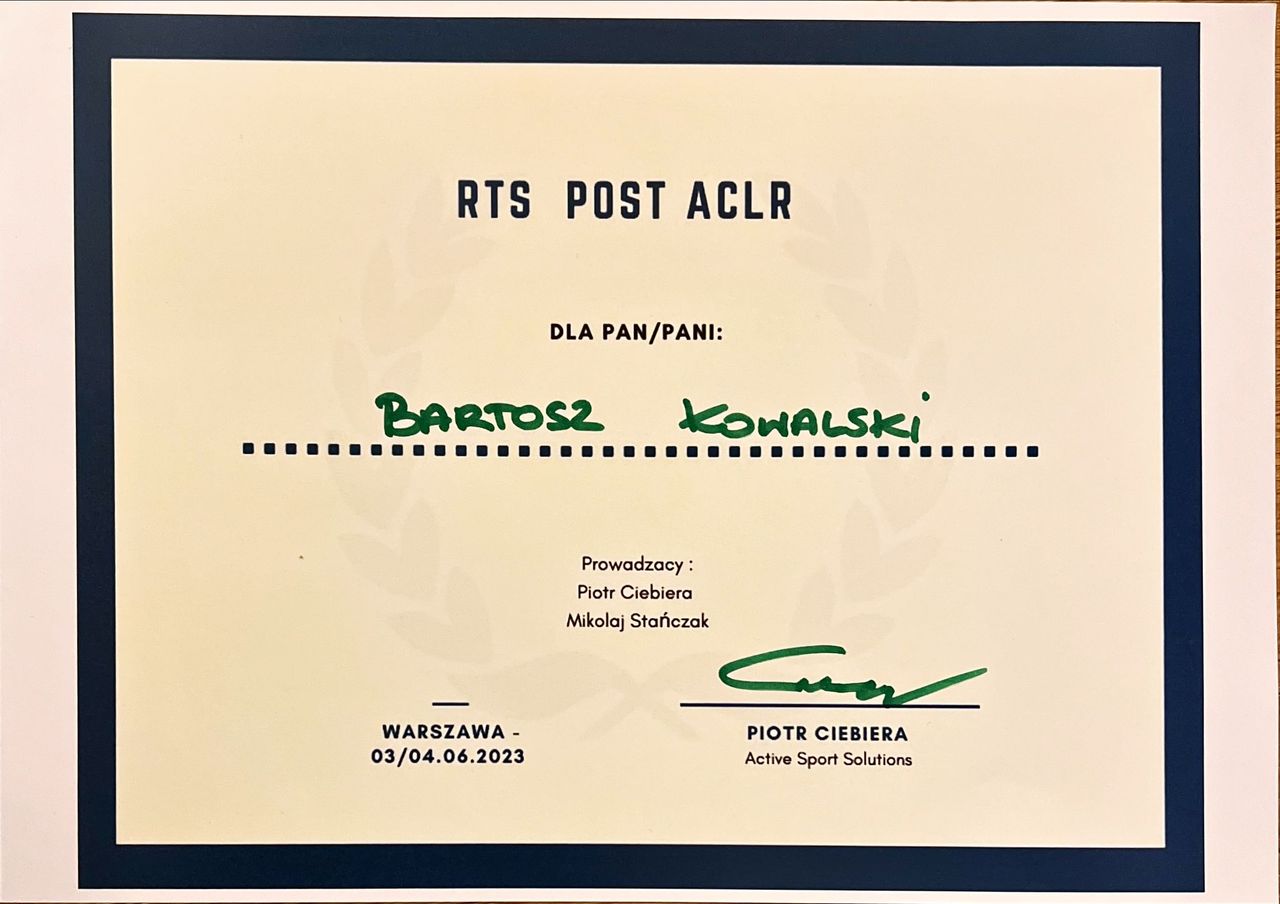 RTS POST ACLR
DLA PAN/PANI:
BARTOSZ KOWALSKI
Prowadzacy :
Piotr Ciebiera
Mikolaj Stańczak
WARSZAWA -
03/04.06.2023
PIOTR CIEBIERA
Active Sport Solutions